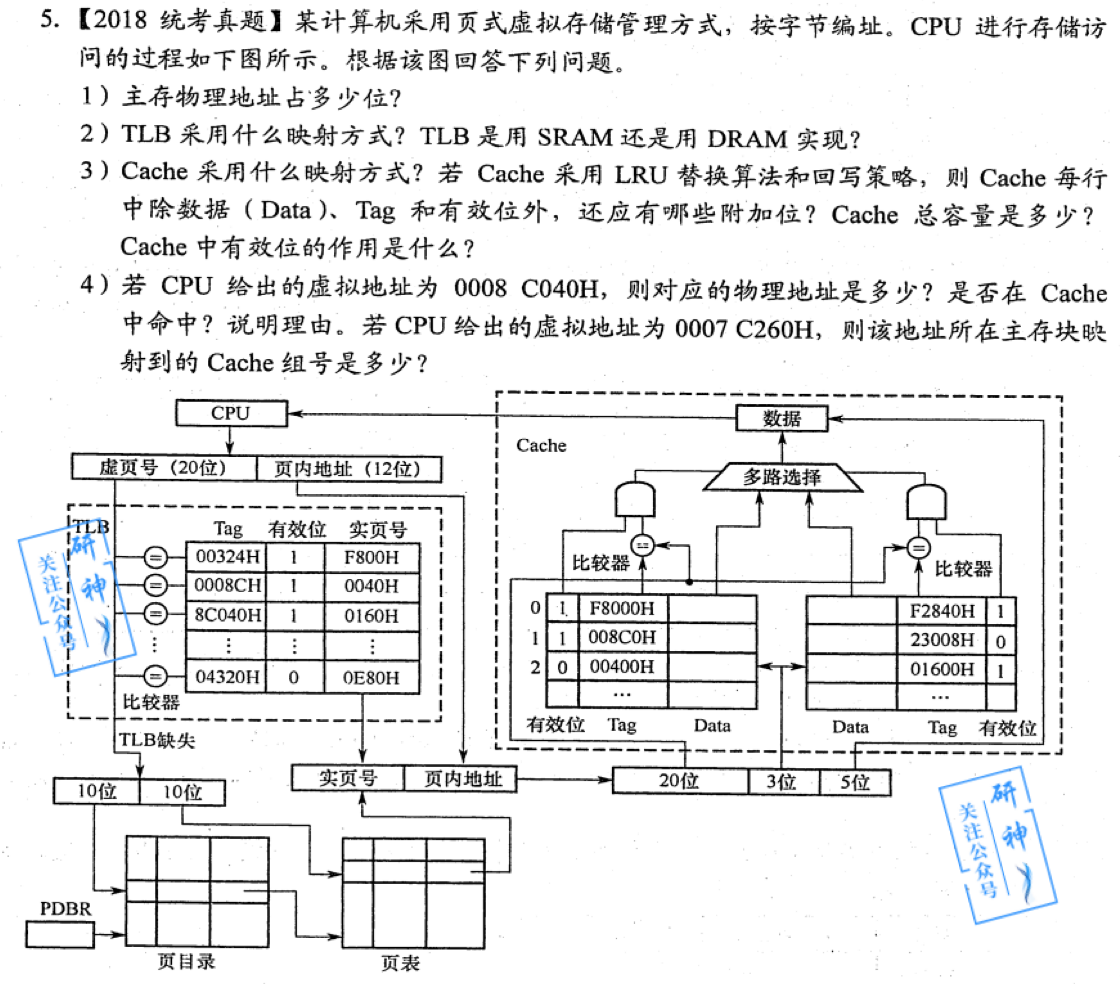 5.【2018 统考真题】某计算机采用页式虚拟存储管理方式，按字节编址。CPU 进行存储访
问的过程如下图所示。根据该图回答下列问题。
1）主存物理地址占多少位？
2）TLB 采用什么映射方式？TLB 是用 SRAM 还是用 DRAM 实现？
3）Cache 采用什么映射方式？若 Cache 采用 LRU 替换算法和回写策略，则 Cache 每行
中除数据（Data）、Tag 和有效位外，还应有哪些附加位？Cache 总容量是多少？
Cache 中有效位的作用是什么？
4）若 CPU 给出的虚拟地址为 0008 C040H，则对应的物理地址是多少？是否在 Cache
中命中？说明理由。若 CPU 给出的虚拟地址为 0007 C260H，则该地址所在主存块映
射到的 Cache 组号是多少？
CPU
数据
Cache
虚页号（20位） 页内地址（12位）
多路选择
TLB Tag 有效位 实页号
= 00324H 1 F800H
= 0008CH 1 0040H
= 8C040H 1 0160H
⋮ ⋮ ⋮ ⋮
= 04320H 0 0E80H
比较器
比较器 = = 比较器
0 1 F8000H F2840H 1
1 1 008C0H 23008H 0
2 0 00400H 01600H 1
… …
有效位 Tag Data Data Tag 有效位
TLB缺失
实页号 页内地址 20位 3位 5位
10位 10位
PDBR
页目录 页表
关注公众号
研神
关注公众号
研神